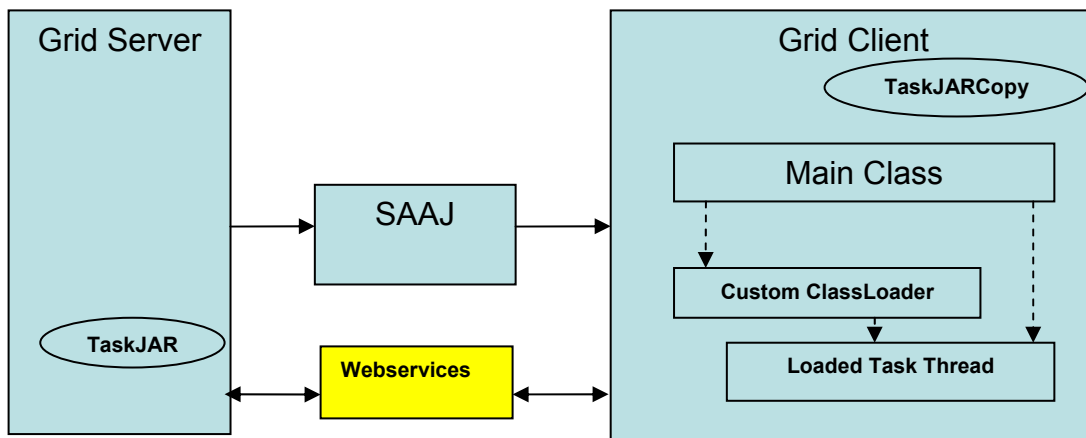 Grid Server
Grid Client
TaskJARCopy
Main Class
SAAJ
Custom ClassLoader
TaskJAR
Webservices
Loaded Task Thread